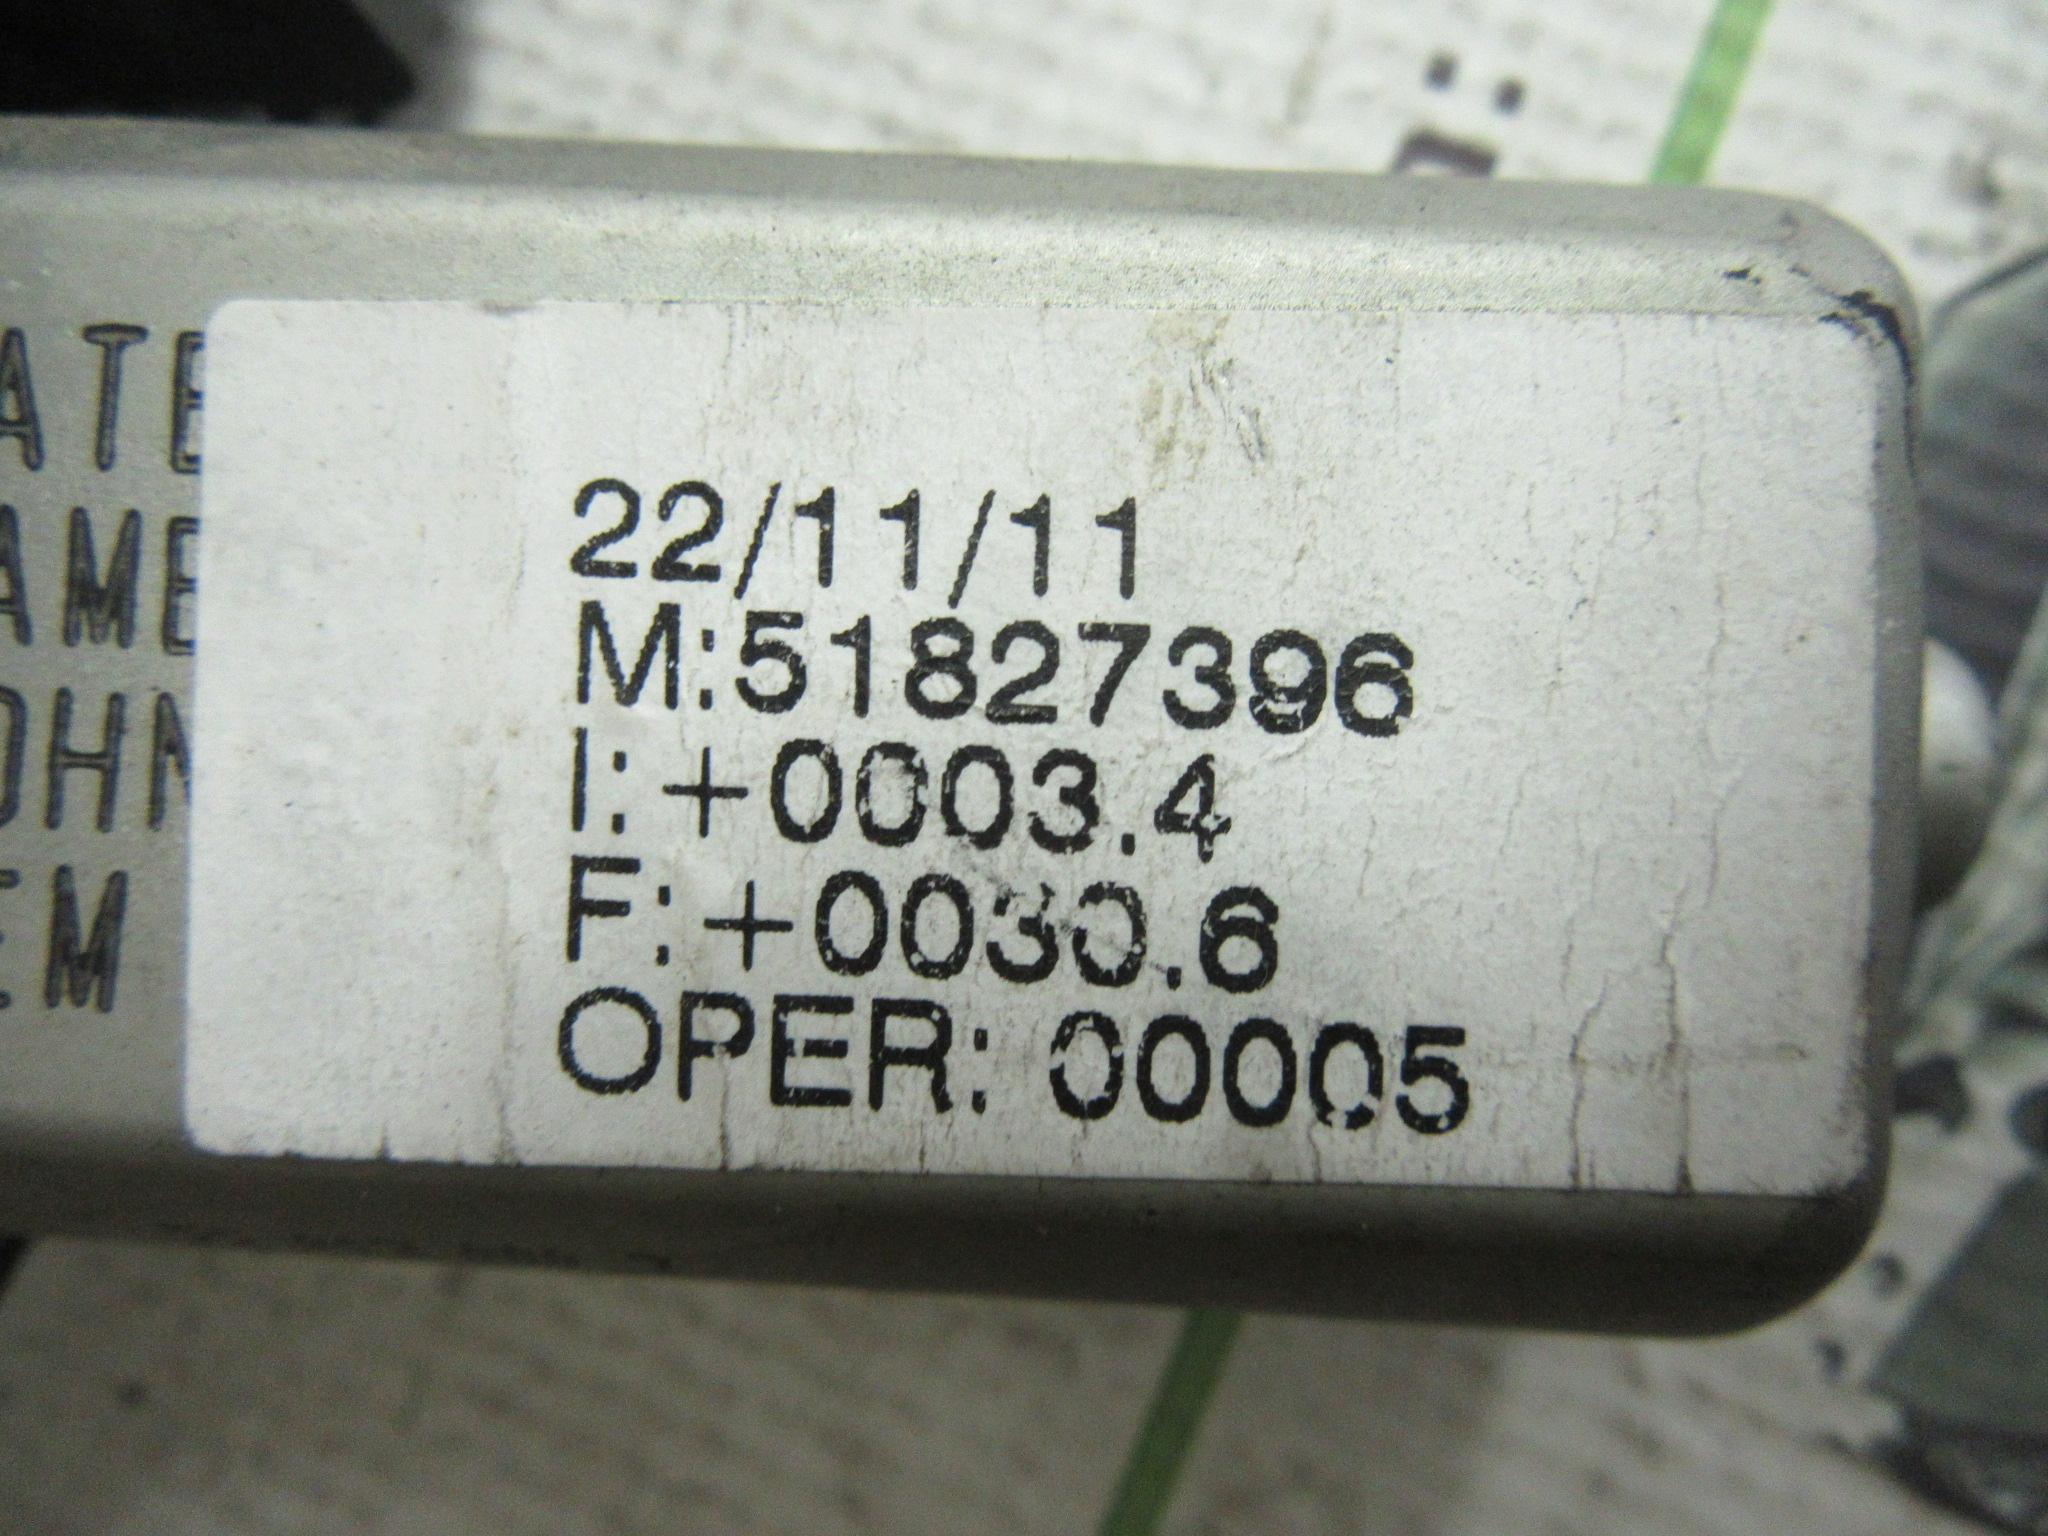 22/11/11
M:51827396
I: +0003.4
F: +0030.6
OPER: 00005